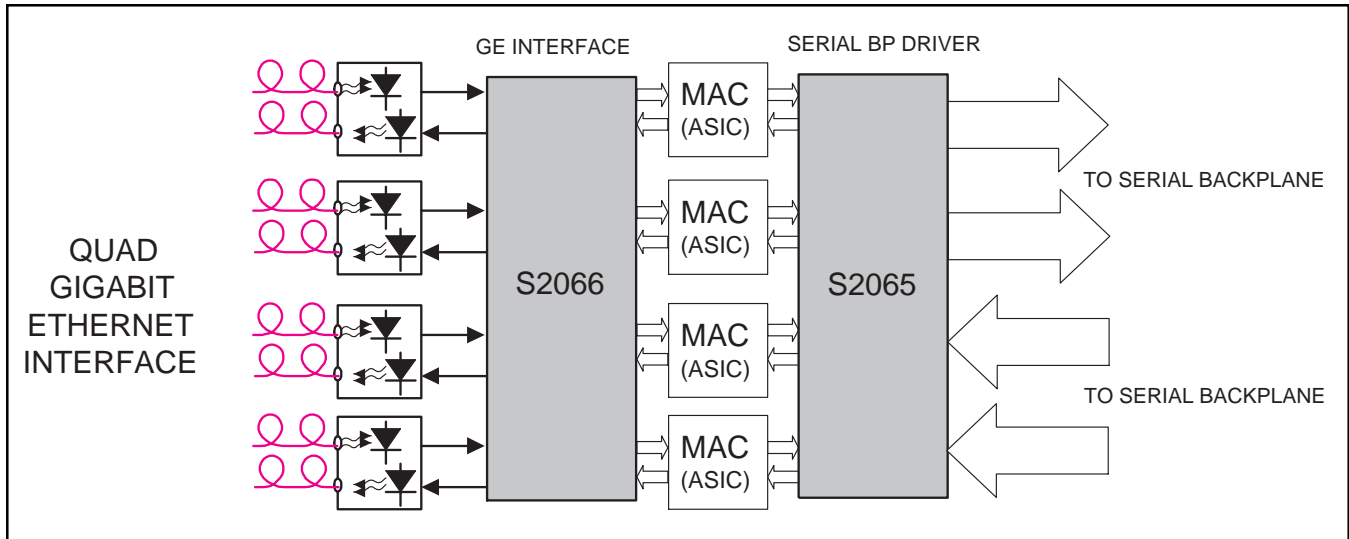 GE INTERFACE
SERIAL BP DRIVER
QUAD
GIGABIT
ETHERNET
INTERFACE
S2066
MAC
(ASIC)
MAC
(ASIC)
MAC
(ASIC)
MAC
(ASIC)
S2065
TO SERIAL BACKPLANE
TO SERIAL BACKPLANE